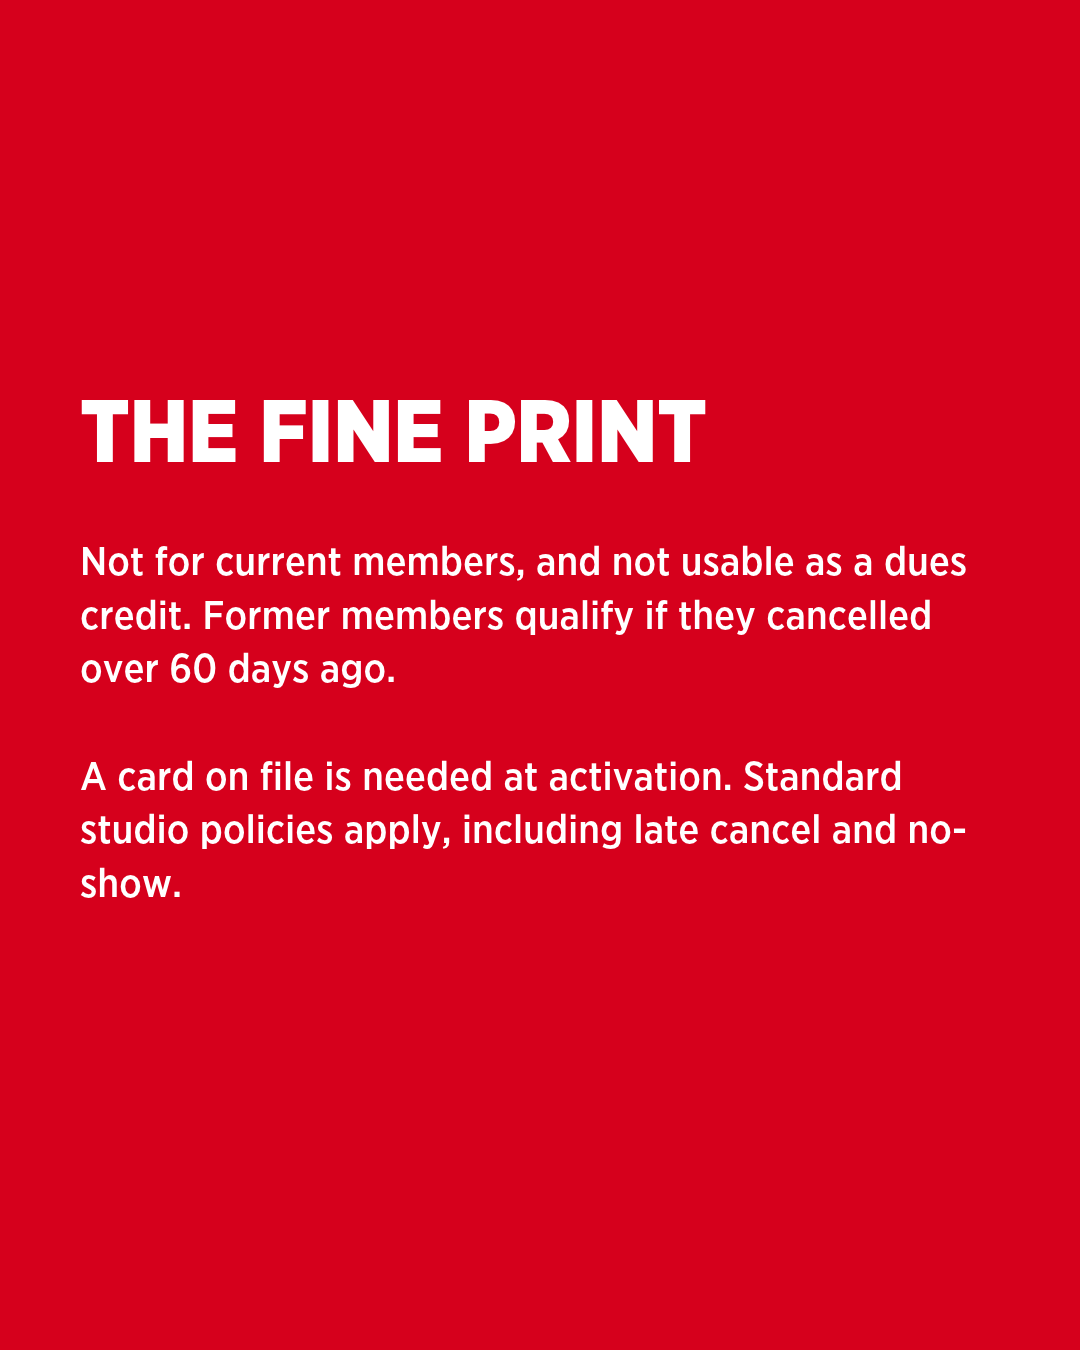 THE FINE PRINT
Not for current members, and not usable as a dues
credit. Former members qualify if they cancelled
over 60 days ago.
A card on file is needed at activation. Standard
studio policies apply, including late cancel and no-
show.